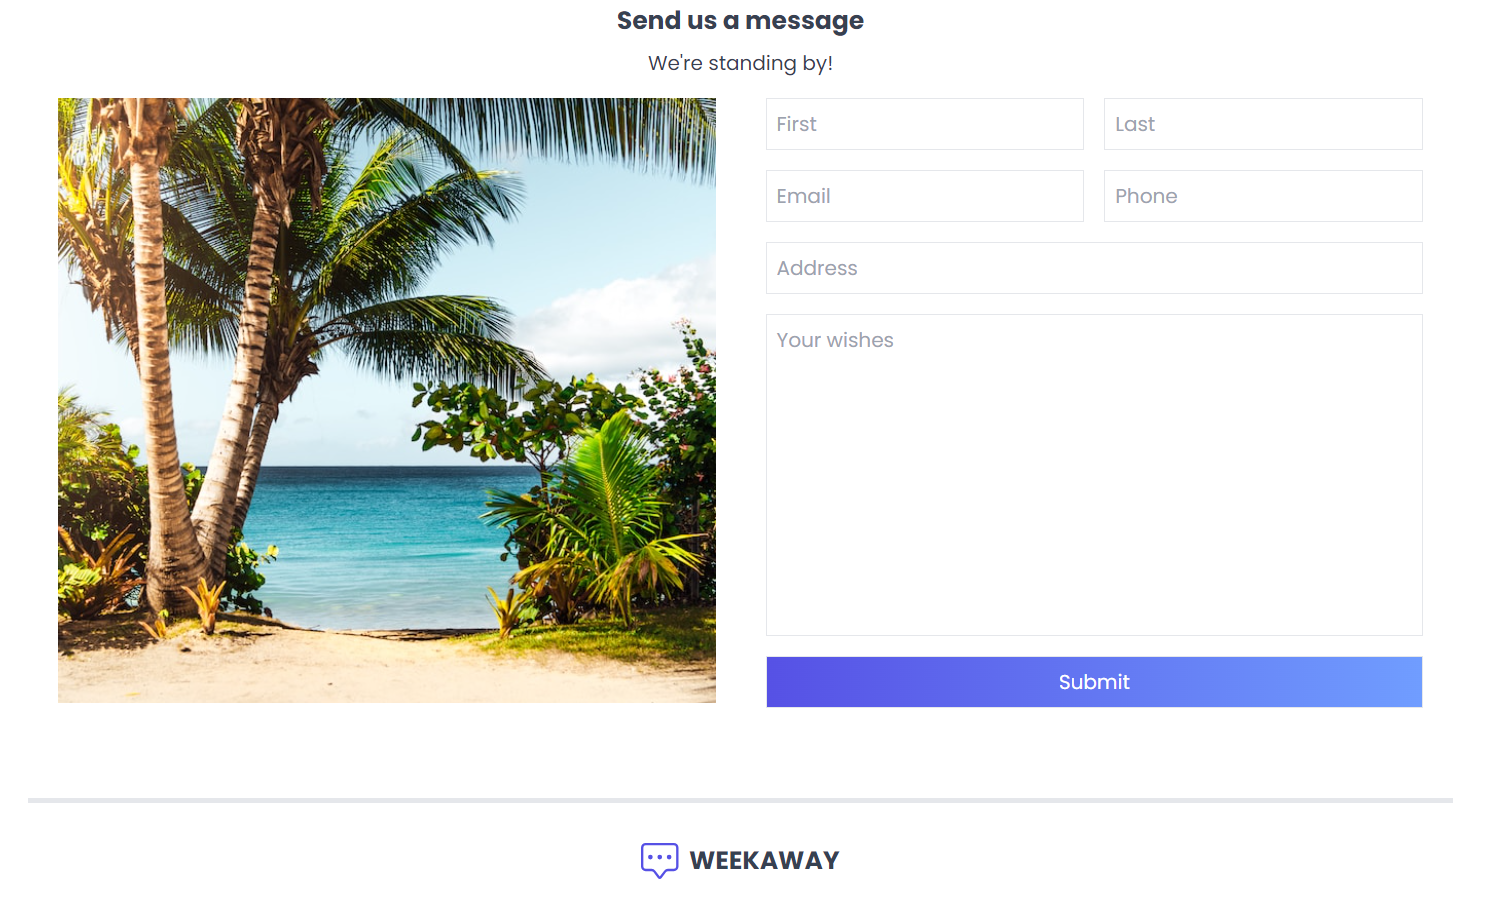 Send us a message
We're standing by!
First
Last
Email
Phone
Address
Your wishes
Submit
WEEKAWAY